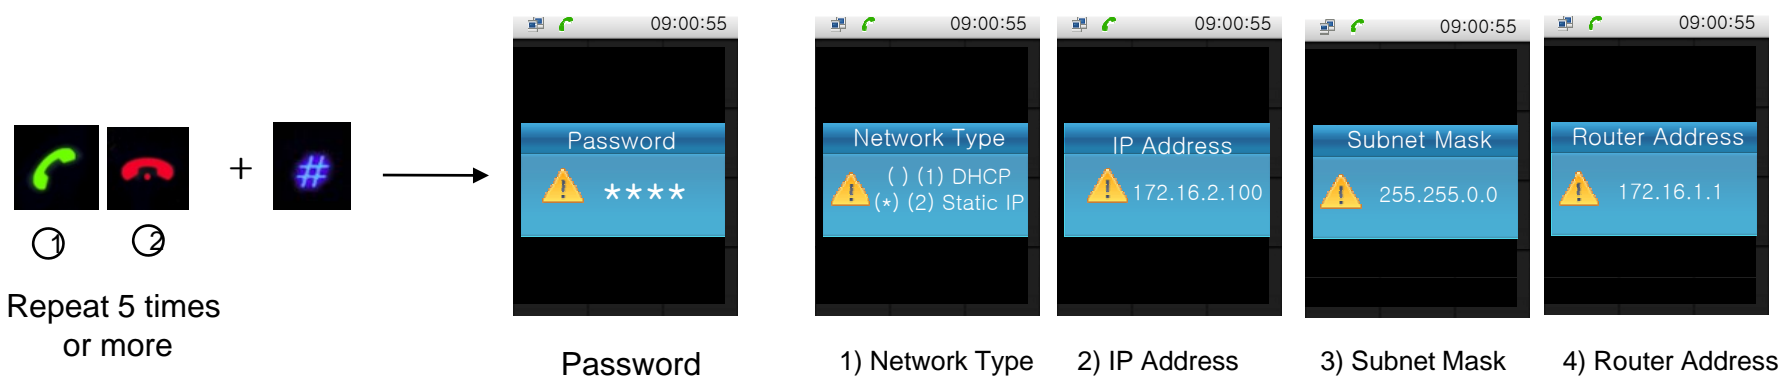 #
+
1
2
Repeat 5 times
or more
09:00:55
Password
****
Password
09:00:55
Network Type
( ) (1) DHCP
(*) (2) Static IP
1) Network Type
09:00:55
IP Address
172.16.2.100
2) IP Address
09:00:55
Subnet Mask
255.255.0.0
3) Subnet Mask
09:00:55
Router Address
172.16.1.1
4) Router Address